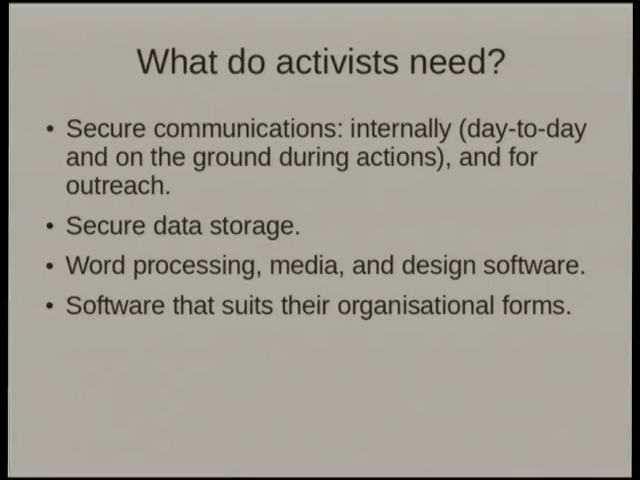 What do activists need?
• Secure communications: internally (day-to-day
and on the ground during actions), and for
outreach.
• Secure data storage.
• Word processing, media, and design software.
• Software that suits their organisational forms.